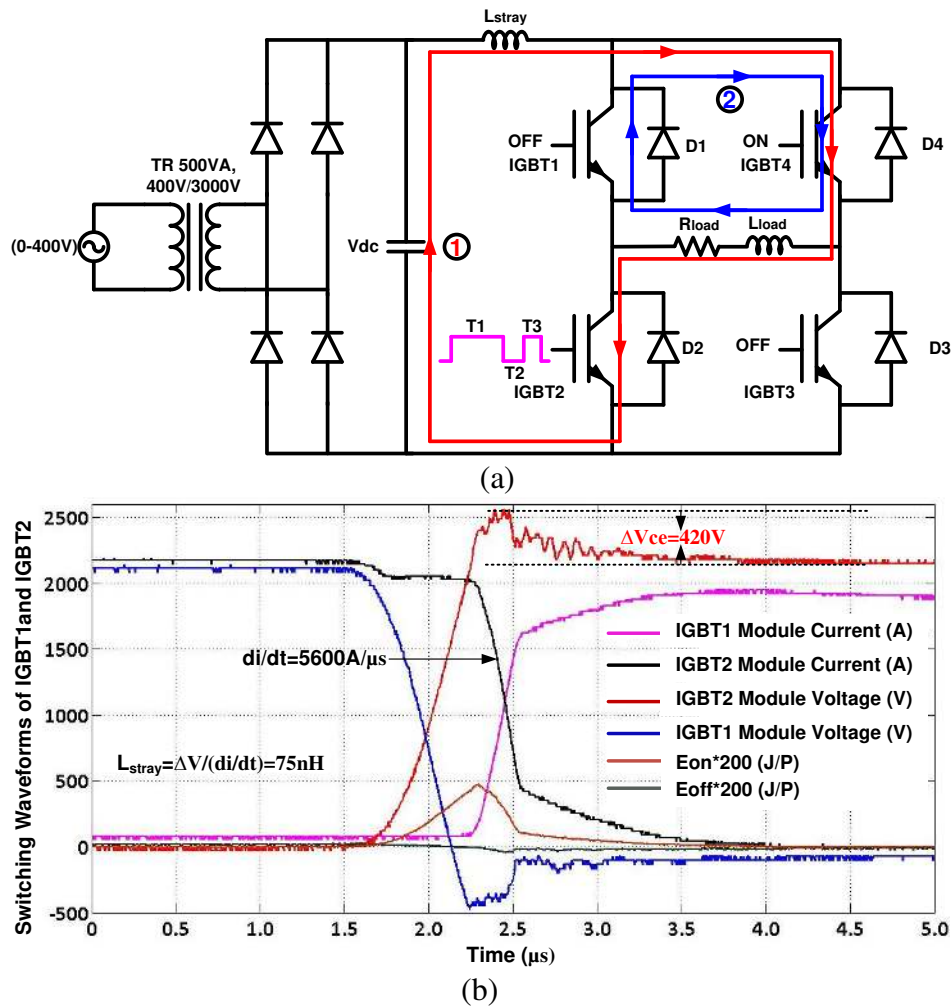 Lstray
②
OFF
IGBT1
D1
ON
IGBT4
D4
TR 500VA,
400V/3000V
(0-400V)
Vdc
①
Rload
Lload
T1
T3
T2
IGBT2
D2
OFF
IGBT3
D3
(a)
Switching Waveforms of IGBT1and IGBT2
2500
2000
1500
1000
500
0
-500
ΔVce=420V
di/dt=5600A/μs
Lstray=ΔV/(di/dt)=75nH
IGBT1 Module Current (A)
IGBT2 Module Current (A)
IGBT2 Module Voltage (V)
IGBT1 Module Voltage (V)
Eon*200 (J/P)
Eoff*200 (J/P)
0 0.5 1.0 1.5 2.0 2.5 3.0 3.5 4.0 4.5 5.0
Time (μs)
(b)